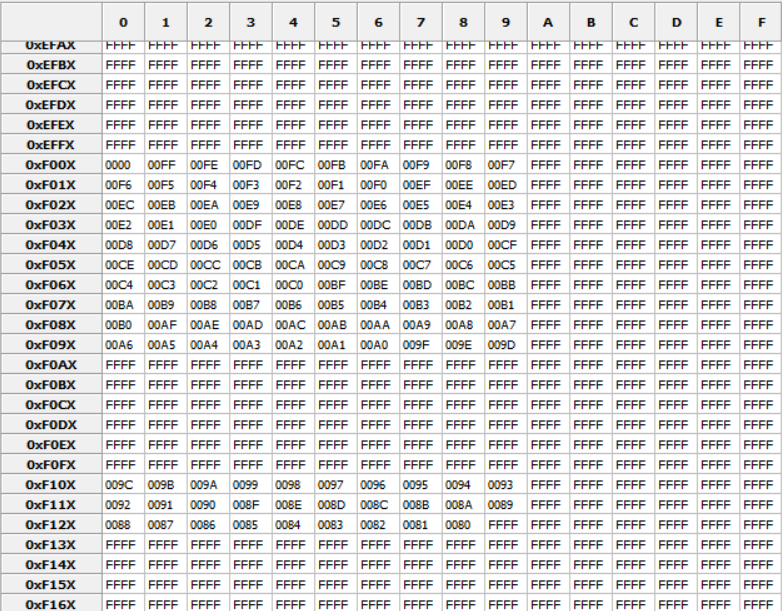 0 1 2 3 4 5 6 7 8 9 A B C D E F
0xEFAX FFFF FFFF FFFF FFFF FFFF FFFF FFFF FFFF FFFF FFFF FFFF FFFF FFFF FFFF FFFF FFFF
0xEFBX FFFF FFFF FFFF FFFF FFFF FFFF FFFF FFFF FFFF FFFF FFFF FFFF FFFF FFFF FFFF FFFF
0xEFCX FFFF FFFF FFFF FFFF FFFF FFFF FFFF FFFF FFFF FFFF FFFF FFFF FFFF FFFF FFFF FFFF
0xEFDX FFFF FFFF FFFF FFFF FFFF FFFF FFFF FFFF FFFF FFFF FFFF FFFF FFFF FFFF FFFF FFFF
0xEFEX FFFF FFFF FFFF FFFF FFFF FFFF FFFF FFFF FFFF FFFF FFFF FFFF FFFF FFFF FFFF FFFF
0xEFFX FFFF FFFF FFFF FFFF FFFF FFFF FFFF FFFF FFFF FFFF FFFF FFFF FFFF FFFF FFFF FFFF
0xF00X 0000 00FF 00FE 00FD 00FC 00FB 00FA 00F9 00F8 00F7 FFFF FFFF FFFF FFFF FFFF FFFF
0xF01X 00F6 00F5 00F4 00F3 00F2 00F1 00F0 00EF 00EE 00ED FFFF FFFF FFFF FFFF FFFF FFFF
0xF02X 00EC 00EB 00EA 00E9 00E8 00E7 00E6 00E5 00E4 00E3 FFFF FFFF FFFF FFFF FFFF FFFF
0xF03X 00E2 00E1 00E0 00DF 00DE 00DD 00DC 00DB 00DA 00D9 FFFF FFFF FFFF FFFF FFFF FFFF
0xF04X 00D8 00D7 00D6 00D5 00D4 00D3 00D2 00D1 00D0 00CF FFFF FFFF FFFF FFFF FFFF FFFF
0xF05X 00CE 00CD 00CC 00CB 00CA 00C9 00C8 00C7 00C6 00C5 FFFF FFFF FFFF FFFF FFFF FFFF
0xF06X 00C4 00C3 00C2 00C1 00C0 00BF 00BE 00BD 00BC 00BB FFFF FFFF FFFF FFFF FFFF FFFF
0xF07X 00BA 00B9 00B8 00B7 00B6 00B5 00B4 00B3 00B2 00B1 FFFF FFFF FFFF FFFF FFFF FFFF
0xF08X 00B0 00AF 00AE 00AD 00AC 00AB 00AA 00A9 00A8 00A7 FFFF FFFF FFFF FFFF FFFF FFFF
0xF09X 00A6 00A5 00A4 00A3 00A2 00A1 00A0 009F 009E 009D FFFF FFFF FFFF FFFF FFFF FFFF
0xF0AX FFFF FFFF FFFF FFFF FFFF FFFF FFFF FFFF FFFF FFFF FFFF FFFF FFFF FFFF FFFF FFFF
0xF0BX FFFF FFFF FFFF FFFF FFFF FFFF FFFF FFFF FFFF FFFF FFFF FFFF FFFF FFFF FFFF FFFF
0xF0CX FFFF FFFF FFFF FFFF FFFF FFFF FFFF FFFF FFFF FFFF FFFF FFFF FFFF FFFF FFFF FFFF
0xF0DX FFFF FFFF FFFF FFFF FFFF FFFF FFFF FFFF FFFF FFFF FFFF FFFF FFFF FFFF FFFF FFFF
0xF0EX FFFF FFFF FFFF FFFF FFFF FFFF FFFF FFFF FFFF FFFF FFFF FFFF FFFF FFFF FFFF FFFF
0xF0FX FFFF FFFF FFFF FFFF FFFF FFFF FFFF FFFF FFFF FFFF FFFF FFFF FFFF FFFF FFFF FFFF
0xF10X 009C 009B 009A 0099 0098 0097 0096 0095 0094 0093 FFFF FFFF FFFF FFFF FFFF FFFF
0xF11X 0092 0091 0090 008F 008E 008D 008C 008B 008A 0089 FFFF FFFF FFFF FFFF FFFF FFFF
0xF12X 0088 0087 0086 0085 0084 0083 0082 0081 0080 FFFF FFFF FFFF FFFF FFFF FFFF FFFF
0xF13X FFFF FFFF FFFF FFFF FFFF FFFF FFFF FFFF FFFF FFFF FFFF FFFF FFFF FFFF FFFF FFFF
0xF14X FFFF FFFF FFFF FFFF FFFF FFFF FFFF FFFF FFFF FFFF FFFF FFFF FFFF FFFF FFFF FFFF
0xF15X FFFF FFFF FFFF FFFF FFFF FFFF FFFF FFFF FFFF FFFF FFFF FFFF FFFF FFFF FFFF FFFF
0xF16X FFFF FFFF FFFF FFFF FFFF FFFF FFFF FFFF FFFF FFFF FFFF FFFF FFFF FFFF FFFF FFFF